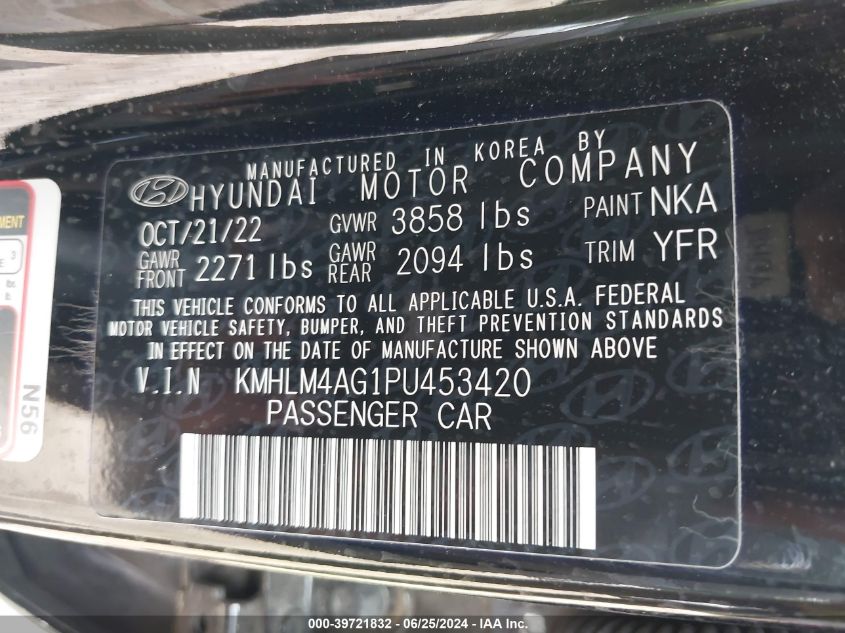 MANUFACTURED IN KOREA BY
HYUNDAI MOTOR COMPANY
OCT/21/22 GVWR 3858 lbs PAINT NKA
GAWR FRONT 2271 lbs GAWR REAR 2094 lbs TRIM YFR
THIS VEHICLE CONFORMS TO ALL APPLICABLE U.S.A. FEDERAL
MOTOR VEHICLE SAFETY, BUMPER, AND THEFT PREVENTION STANDARDS
IN EFFECT ON THE DATE OF MANUFACTURE SHOWN ABOVE
V.I.N KMHLM4AG1PU453420
PASSENGER CAR
N56
000-39721832 - 06/25/2024 - IAA Inc.